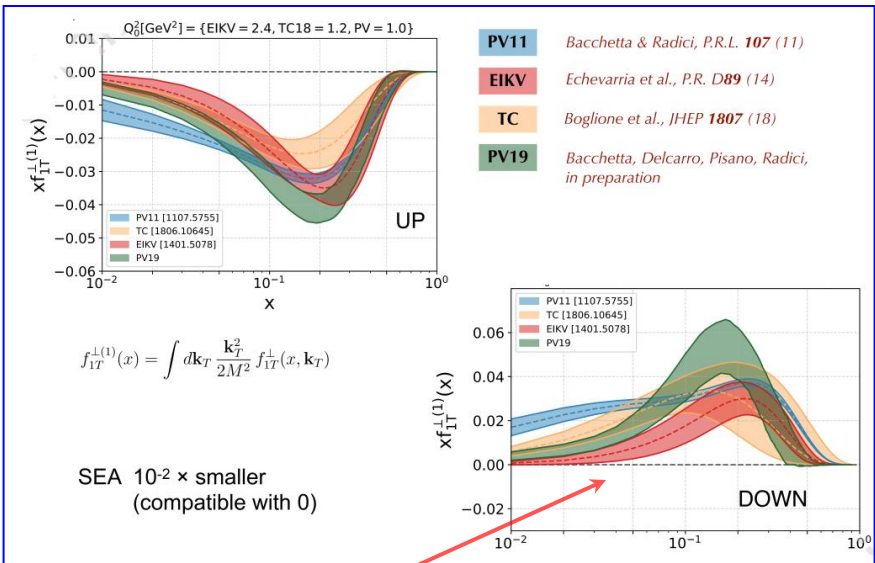 Q₀²[GeV²] = {EIKV = 2.4, TC18 = 1.2, PV = 1.0}
0.01
0.00
−0.01
−0.02
−0.03
−0.04
−0.05
−0.06
xf₁T⊥(1)(x)
PV11 [1107.5755]
TC [1806.10645]
EIKV [1401.5078]
PV19
UP
10⁻²
10⁻¹
10⁰
x
PV11 Bacchetta & Radici, P.R.L. 107 (11)
EIKV Echevarria et al., P.R. D89 (14)
TC Boglione et al., JHEP 1807 (18)
PV19 Bacchetta, Delcarro, Pisano, Radici,
in preparation
f₁T⊥(1)(x) = ∫ dk_T k_T²/2M² f₁T⊥(x, k_T)
SEA 10⁻² × smaller
(compatible with 0)
PV11 [1107.5755]
TC [1806.10645]
EIKV [1401.5078]
PV19
0.06
0.04
0.02
0.00
−0.02
xf₁T⊥(1)(x)
DOWN
10⁻²
10⁻¹
10⁰